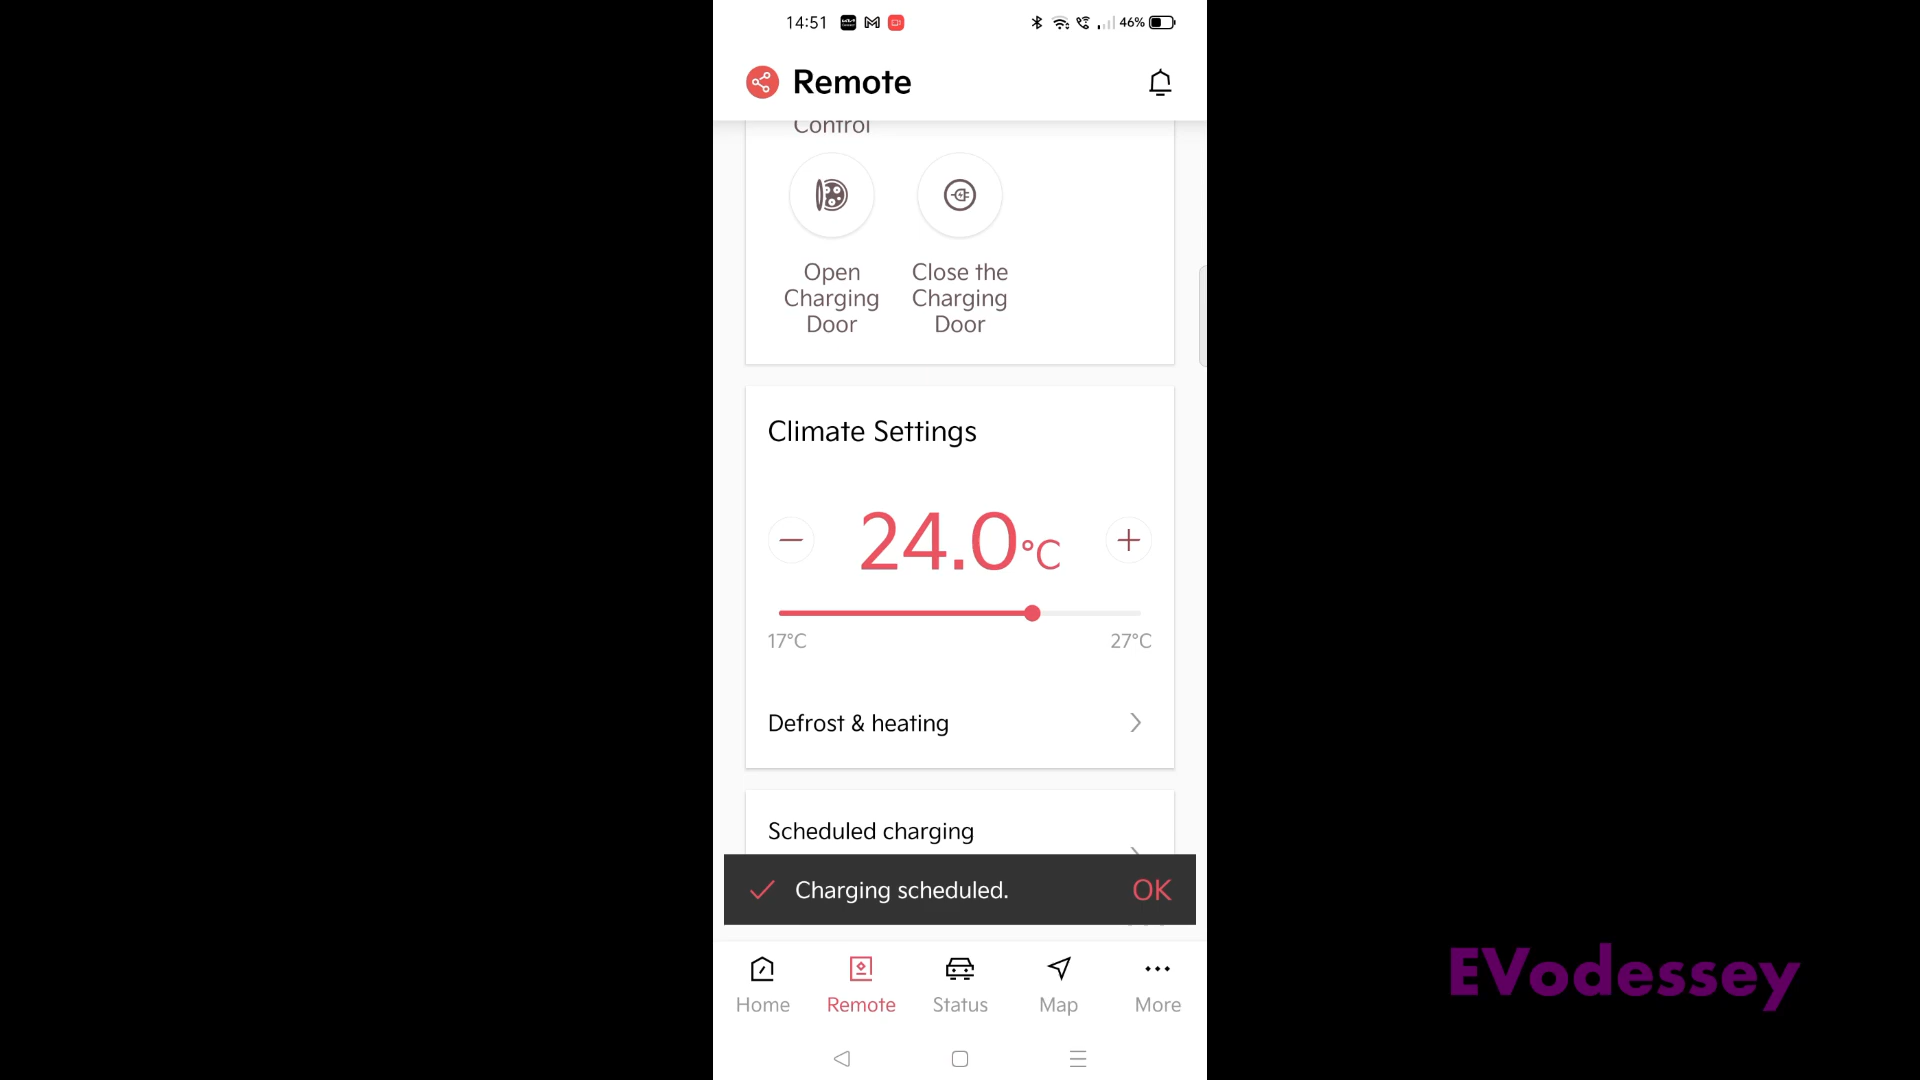 14:51
46%
Remote
Control
Open
Charging
Door
Close the
Charging
Door
Climate Settings
24.0°C
17°C
27°C
Defrost & heating
Scheduled charging
Charging scheduled.
OK
Home
Remote
Status
Map
More
EVodessey